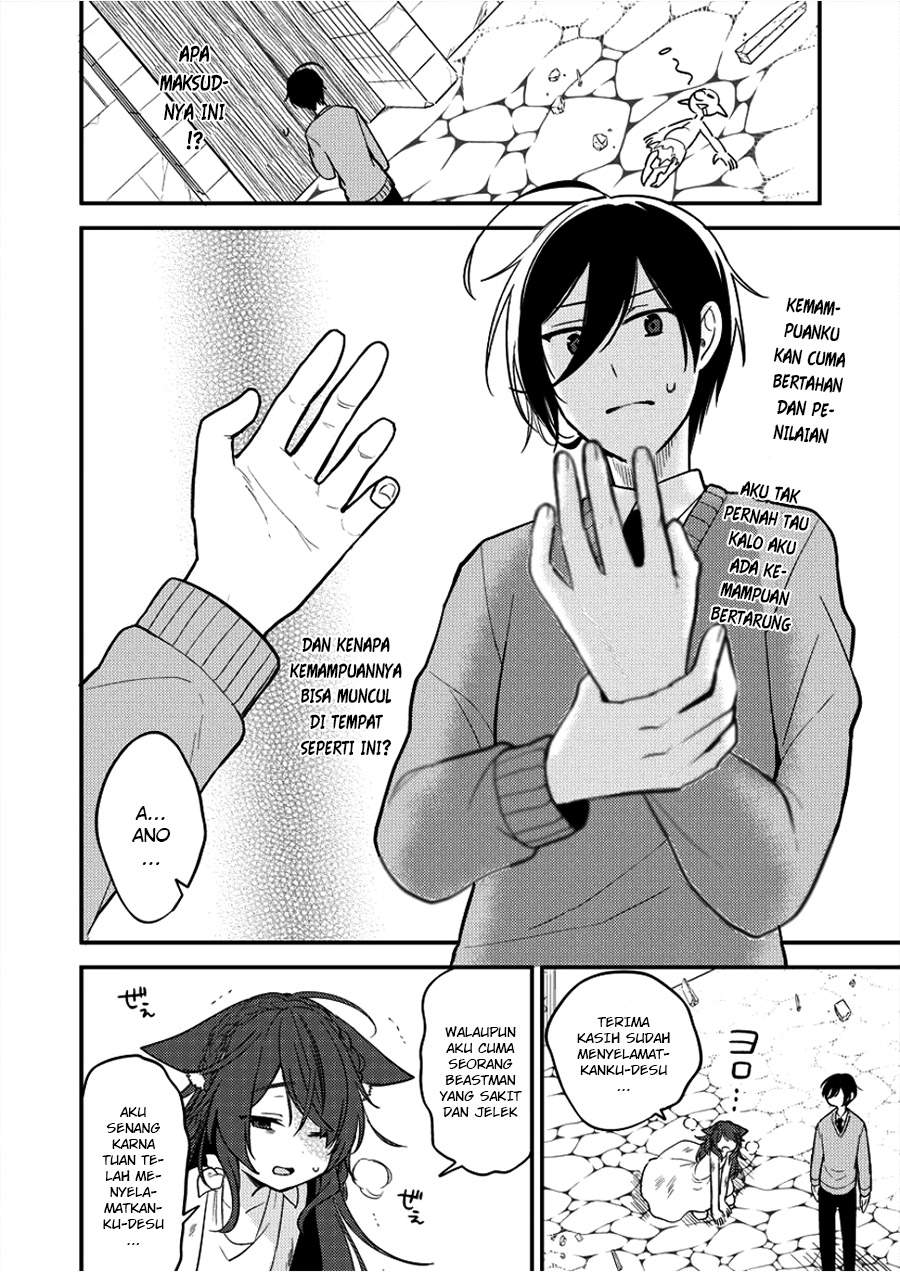 APA
MAKSUD-
NYA INI
!?
KEMAM-
PUANKU
KAN CUMA
BERTAHAN
DAN PE-
NILAIAN
AKU TAK
PERNAH TAU
KALO AKU
ADA KE-
MAMPUAN
BERTARUNG
DAN KENAPA
KEMAMPUANNYA
BISA MUNCUL
DI TEMPAT
SEPERTI INI?
A...
ANO
...
TERIMA
KASIH SUDAH
MENYELAMAT-
KANKU-DESU
...
ヨロ
WALAUPUN
AKU CUMA
SEORANG
BEASTMAN
YANG SAKIT
DAN JELEK
ぜぇ
AKU
SENANG
KARNA
TUAN TE-
LAH ME-
NYELA-
MATKAN-
KU-DESU
...
ぜぇ